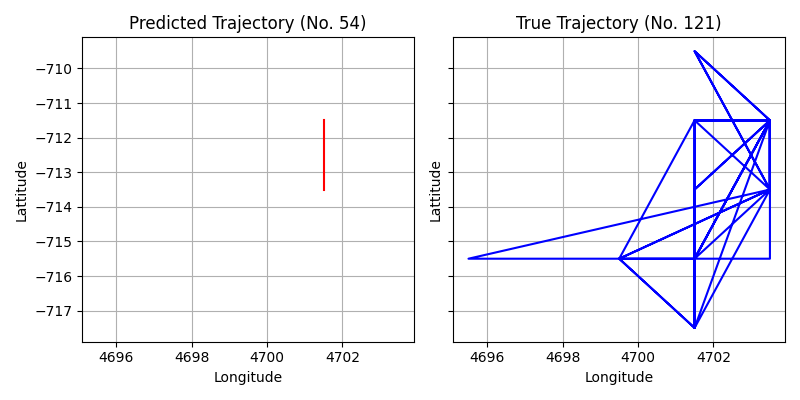 Predicted Trajectory (No. 54)
True Trajectory (No. 121)
Lattitude
−710
−711
−712
−713
−714
−715
−716
−717
4696
4698
4700
4702
Longitude
Lattitude
4696
4698
4700
4702
Longitude